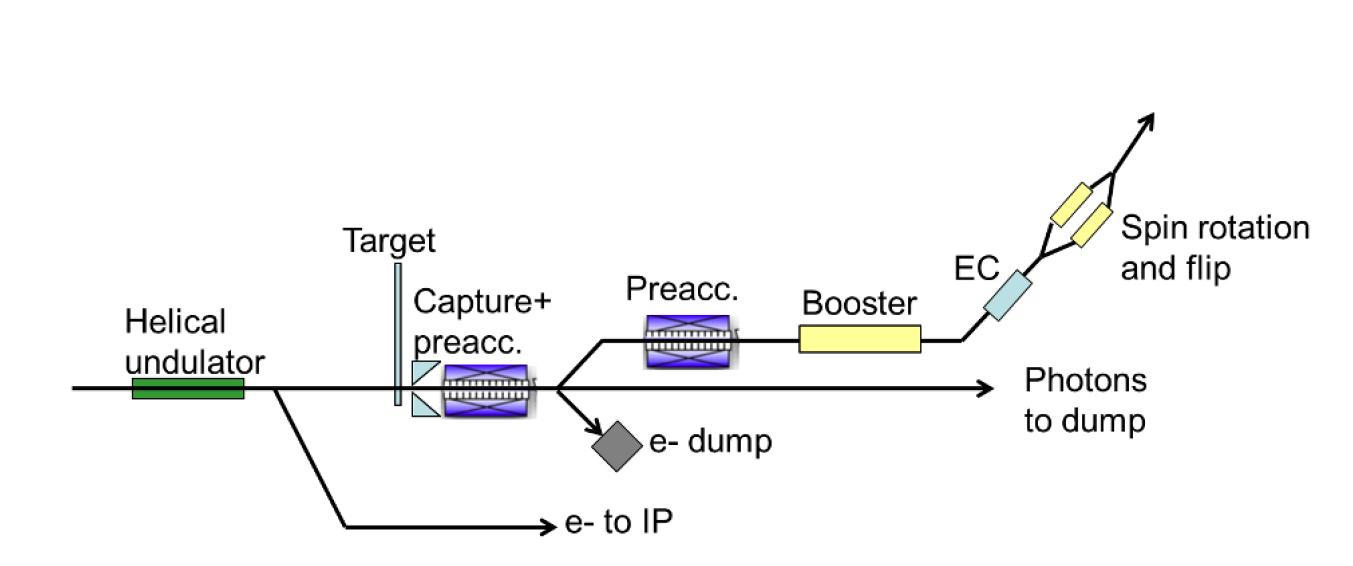 Target
Helical
undulator
Capture+
preacc.
Preacc.
Booster
EC
Spin rotation
and flip
Photons
to dump
e- dump
e- to IP